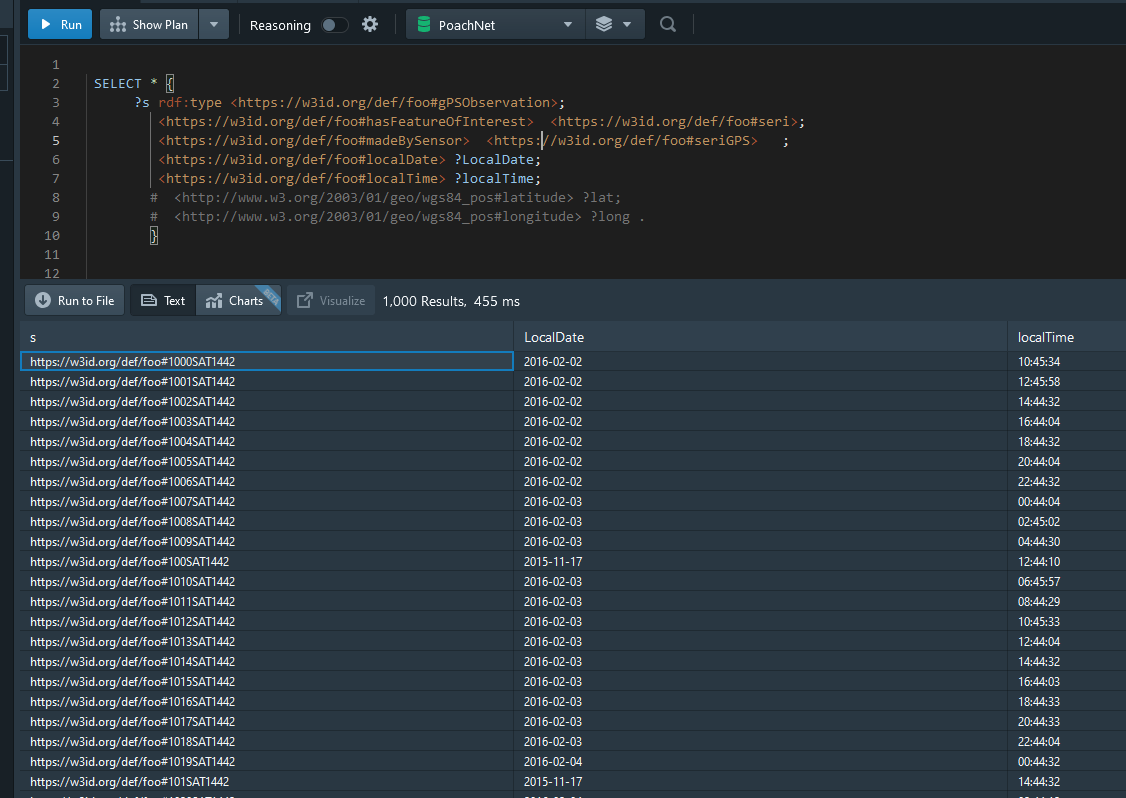 Run Show Plan Reasoning PoachNet
1
2 SELECT * {
3 ?s rdf:type <https://w3id.org/def/foo#gPSObservation>;
4 <https://w3id.org/def/foo#hasFeatureOfInterest> <https://w3id.org/def/foo#seri>;
5 <https://w3id.org/def/foo#madeBySensor> <https://w3id.org/def/foo#seriGPS> ;
6 <https://w3id.org/def/foo#localDate> ?LocalDate;
7 <https://w3id.org/def/foo#localTime> ?localTime;
8 # <http://www.w3.org/2003/01/geo/wgs84_pos#latitude> ?lat;
9 # <http://www.w3.org/2003/01/geo/wgs84_pos#longitude> ?long .
10 }
11
12
Run to File Text Charts BETA Visualize 1,000 Results, 455 ms
s LocalDate localTime
https://w3id.org/def/foo#1000SAT1442 2016-02-02 10:45:34
https://w3id.org/def/foo#1001SAT1442 2016-02-02 12:45:58
https://w3id.org/def/foo#1002SAT1442 2016-02-02 14:44:32
https://w3id.org/def/foo#1003SAT1442 2016-02-02 16:44:04
https://w3id.org/def/foo#1004SAT1442 2016-02-02 18:44:32
https://w3id.org/def/foo#1005SAT1442 2016-02-02 20:44:04
https://w3id.org/def/foo#1006SAT1442 2016-02-02 22:44:32
https://w3id.org/def/foo#1007SAT1442 2016-02-03 00:44:04
https://w3id.org/def/foo#1008SAT1442 2016-02-03 02:45:02
https://w3id.org/def/foo#1009SAT1442 2016-02-03 04:44:30
https://w3id.org/def/foo#100SAT1442 2015-11-17 12:44:10
https://w3id.org/def/foo#1010SAT1442 2016-02-03 06:45:57
https://w3id.org/def/foo#1011SAT1442 2016-02-03 08:44:29
https://w3id.org/def/foo#1012SAT1442 2016-02-03 10:45:33
https://w3id.org/def/foo#1013SAT1442 2016-02-03 12:44:04
https://w3id.org/def/foo#1014SAT1442 2016-02-03 14:44:32
https://w3id.org/def/foo#1015SAT1442 2016-02-03 16:44:03
https://w3id.org/def/foo#1016SAT1442 2016-02-03 18:44:33
https://w3id.org/def/foo#1017SAT1442 2016-02-03 20:44:33
https://w3id.org/def/foo#1018SAT1442 2016-02-03 22:44:04
https://w3id.org/def/foo#1019SAT1442 2016-02-04 00:44:32
https://w3id.org/def/foo#101SAT1442 2015-11-17 14:44:32